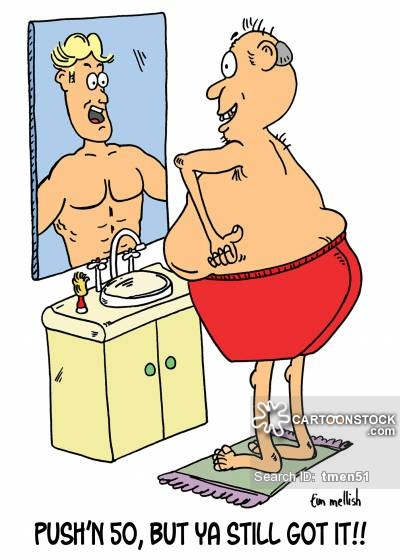 CARTOONSTOCK
.com
Search ID: tmen51
tim mellish
PUSH'N 50, BUT YA STILL GOT IT!!